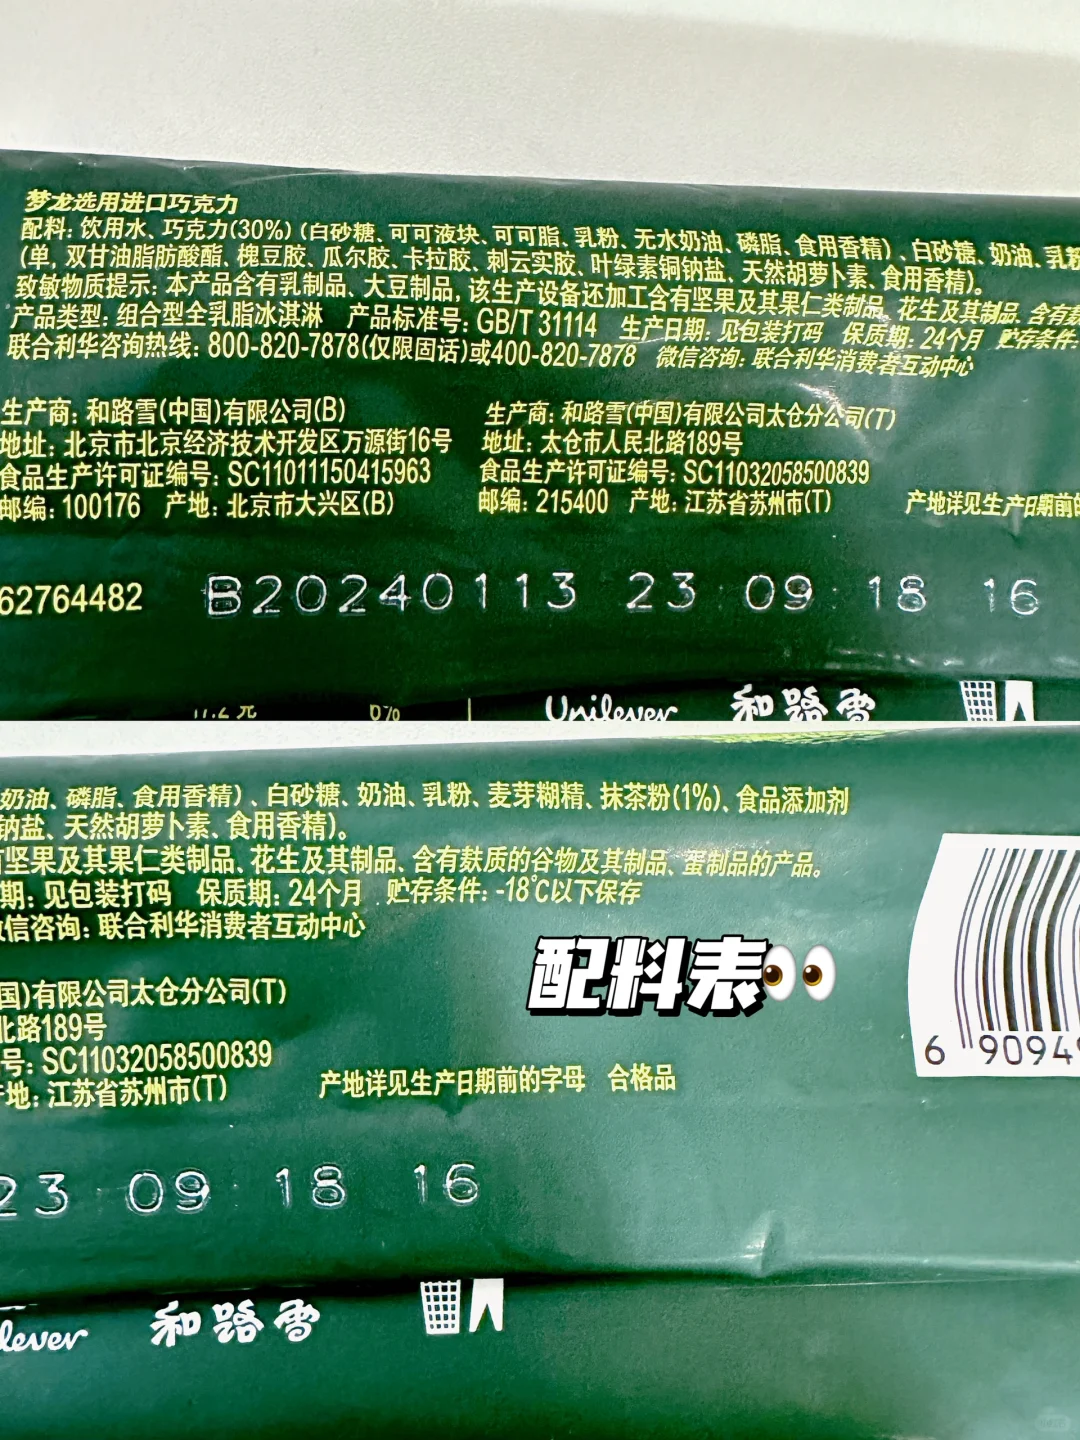 梦龙选用进口巧克力
配料: 饮用水、巧克力(30%) (白砂糖、可可液块、可可脂、乳粉、无水奶油、磷脂、食用香精)、白砂糖、奶油、乳粉
(单, 双甘油脂肪酸酯、槐豆胶、瓜尔胶、卡拉胶、刺云实胶、叶绿素铜钠盐、天然胡萝卜素、食用香精)。
致敏物质提示: 本产品含有乳制品、大豆制品, 该生产设备还加工含有坚果及其果仁类制品、花生及其制品、含有麸
产品类型: 组合型全乳脂冰淇淋 产品标准号: GB/T 31114 生产日期: 见包装打码 保质期: 24个月 贮存条件:
联合利华咨询热线: 800-820-7878(仅限固话)或400-820-7878 微信咨询: 联合利华消费者互动中心
生产商: 和路雪(中国)有限公司(B)
地址: 北京市北京经济技术开发区万源街16号
食品生产许可证编号: SC11011150415963
邮编: 100176 产地: 北京市大兴区(B)
生产商: 和路雪(中国)有限公司太仓分公司(T)
地址: 太仓市人民北路189号
食品生产许可证编号: SC11032058500839
邮编: 215400 产地: 江苏省苏州市(T)
产地详见生产日期前的
62764482
B20240113 23 09 18 16
6%
Unilever 和路雪
奶油、磷脂、食用香精)、白砂糖、奶油、乳粉、麦芽糊精、抹茶粉(1%)、食品添加剂
钠盐、天然胡萝卜素、食用香精)。
坚果及其果仁类制品、花生及其制品、含有麸质的谷物及其制品、蛋制品的产品。
期: 见包装打码 保质期: 24个月 贮存条件: -18℃以下保存
信咨询: 联合利华消费者互动中心
配料表
国)有限公司太仓分公司(T)
北路189号
号: SC11032058500839
地: 江苏省苏州市(T)
产地详见生产日期前的字母 合格品
6 9094
23 09 18 16
lever 和路雪